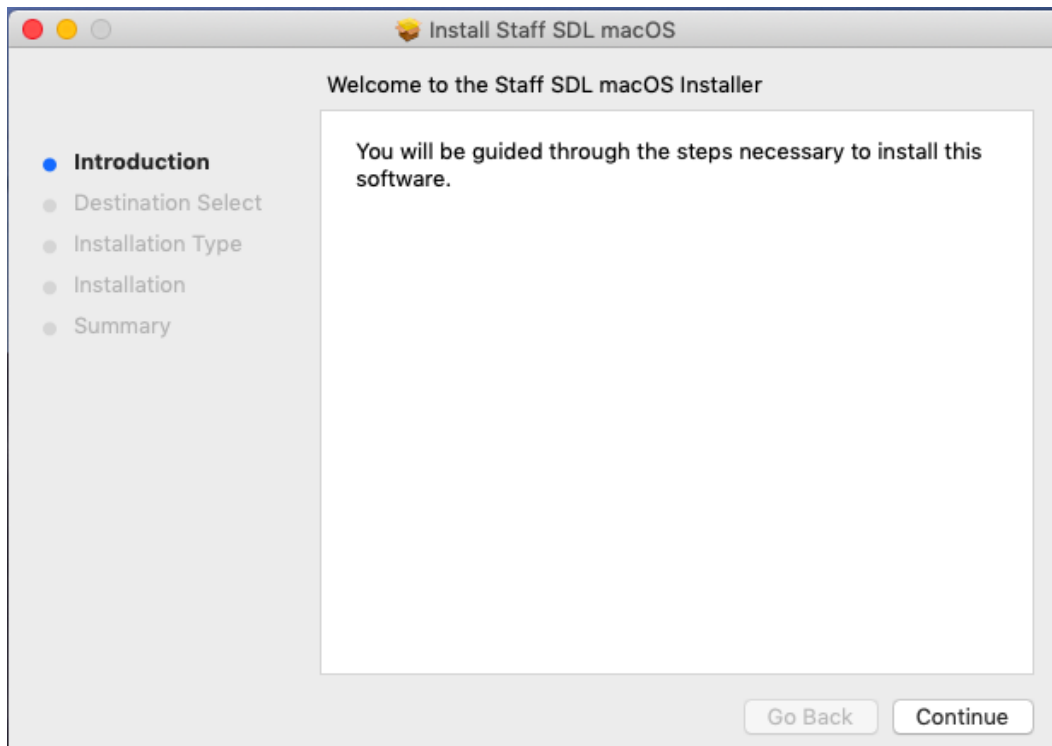 Install Staff SDL macOS
Welcome to the Staff SDL macOS Installer
Introduction
Destination Select
Installation Type
Installation
Summary
You will be guided through the steps necessary to install this
software.
Go Back
Continue